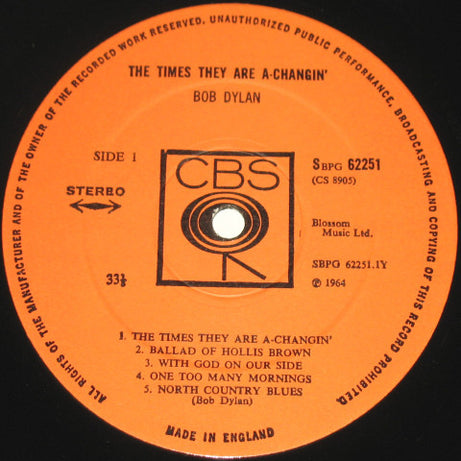 ALL RIGHTS OF THE MANUFACTURER AND OF THE OWNER OF THE RECORDED WORK RESERVED. UNAUTHORIZED PUBLIC PERFORMANCE, BROADCASTING AND COPYING OF THIS RECORD PROHIBITED.
THE TIMES THEY ARE A-CHANGIN'
BOB DYLAN
SIDE 1
STEREO
CBS
SBPG 62251
(CS 8905)
Blossom
Music Ltd.
33⅓
SBPG 62251.1Y
℗ 1964
1. THE TIMES THEY ARE A-CHANGIN'
2. BALLAD OF HOLLIS BROWN
3. WITH GOD ON OUR SIDE
4. ONE TOO MANY MORNINGS
5. NORTH COUNTRY BLUES
(Bob Dylan)
MADE IN ENGLAND